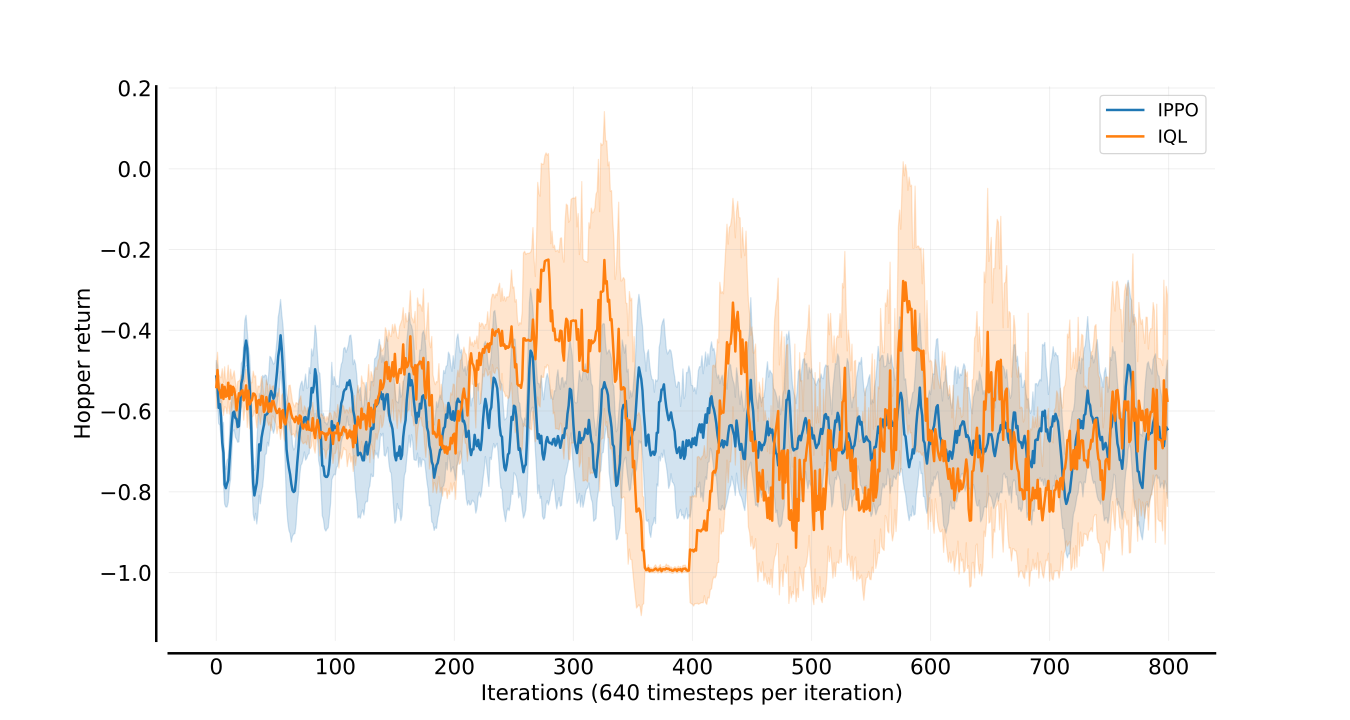 0.2
0.0
−0.2
−0.4
−0.6
−0.8
−1.0
Hopper return
IPPO
IQL
0 100 200 300 400 500 600 700 800
Iterations (640 timesteps per iteration)